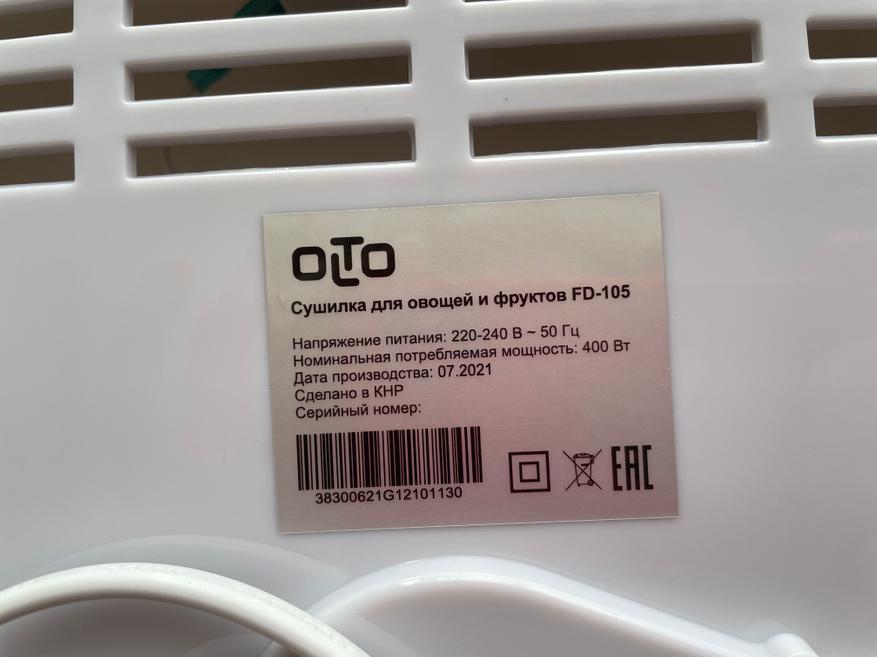 OLTO
Сушилка для овощей и фруктов FD-105
Напряжение питания: 220-240 В ~ 50 Гц
Номинальная потребляемая мощность: 400 Вт
Дата производства: 07.2021
Сделано в КНР
Серийный номер:
38300621G12101130
EAC